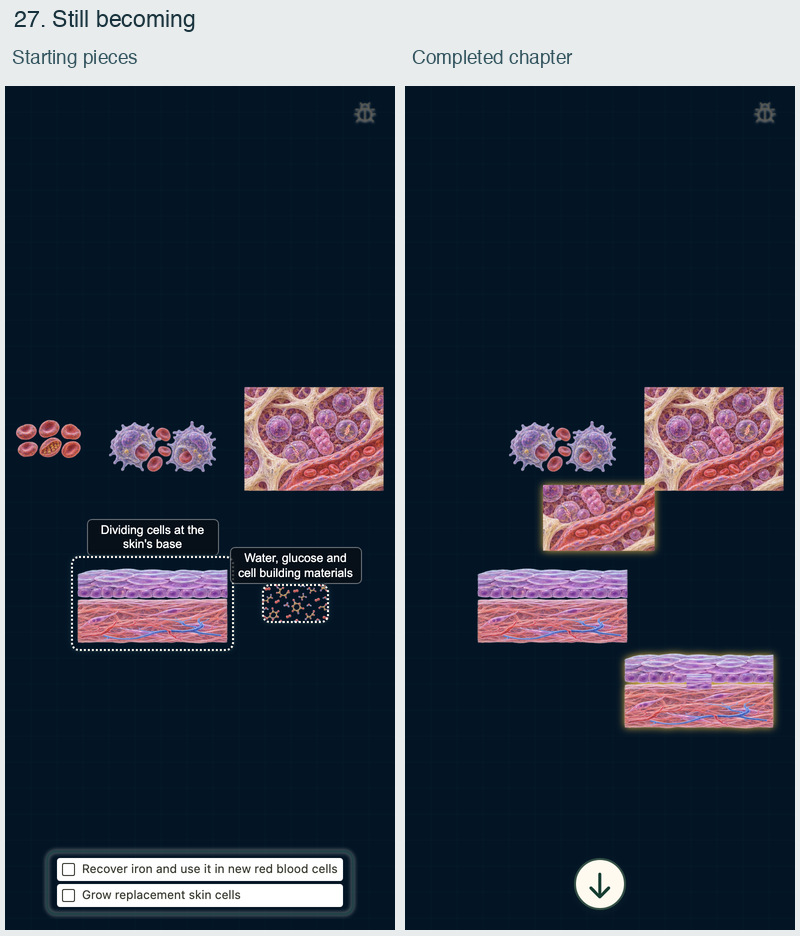 27. Still becoming
Starting pieces
Completed chapter
Dividing cells at the
skin's base
Water, glucose and
cell building materials
Recover iron and use it in new red blood cells
Grow replacement skin cells